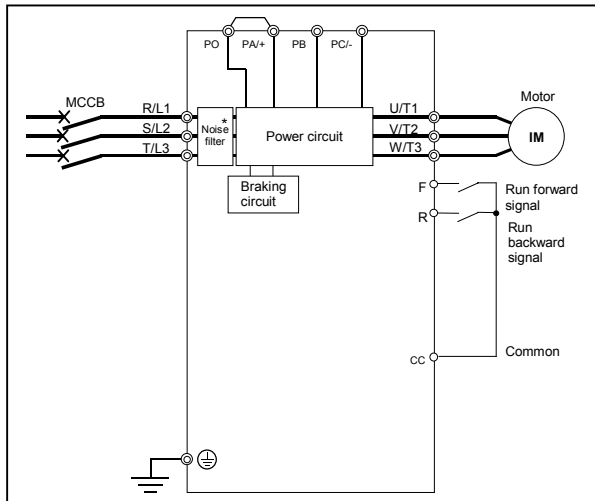 PO PA/+ PB PC/-
MCCB
R/L1
S/L2
T/L3
*
Noise
filter
Power circuit
Braking
circuit
U/T1
V/T2
W/T3
Motor
IM
F
Run forward
signal
R
Run
backward
signal
CC
Common